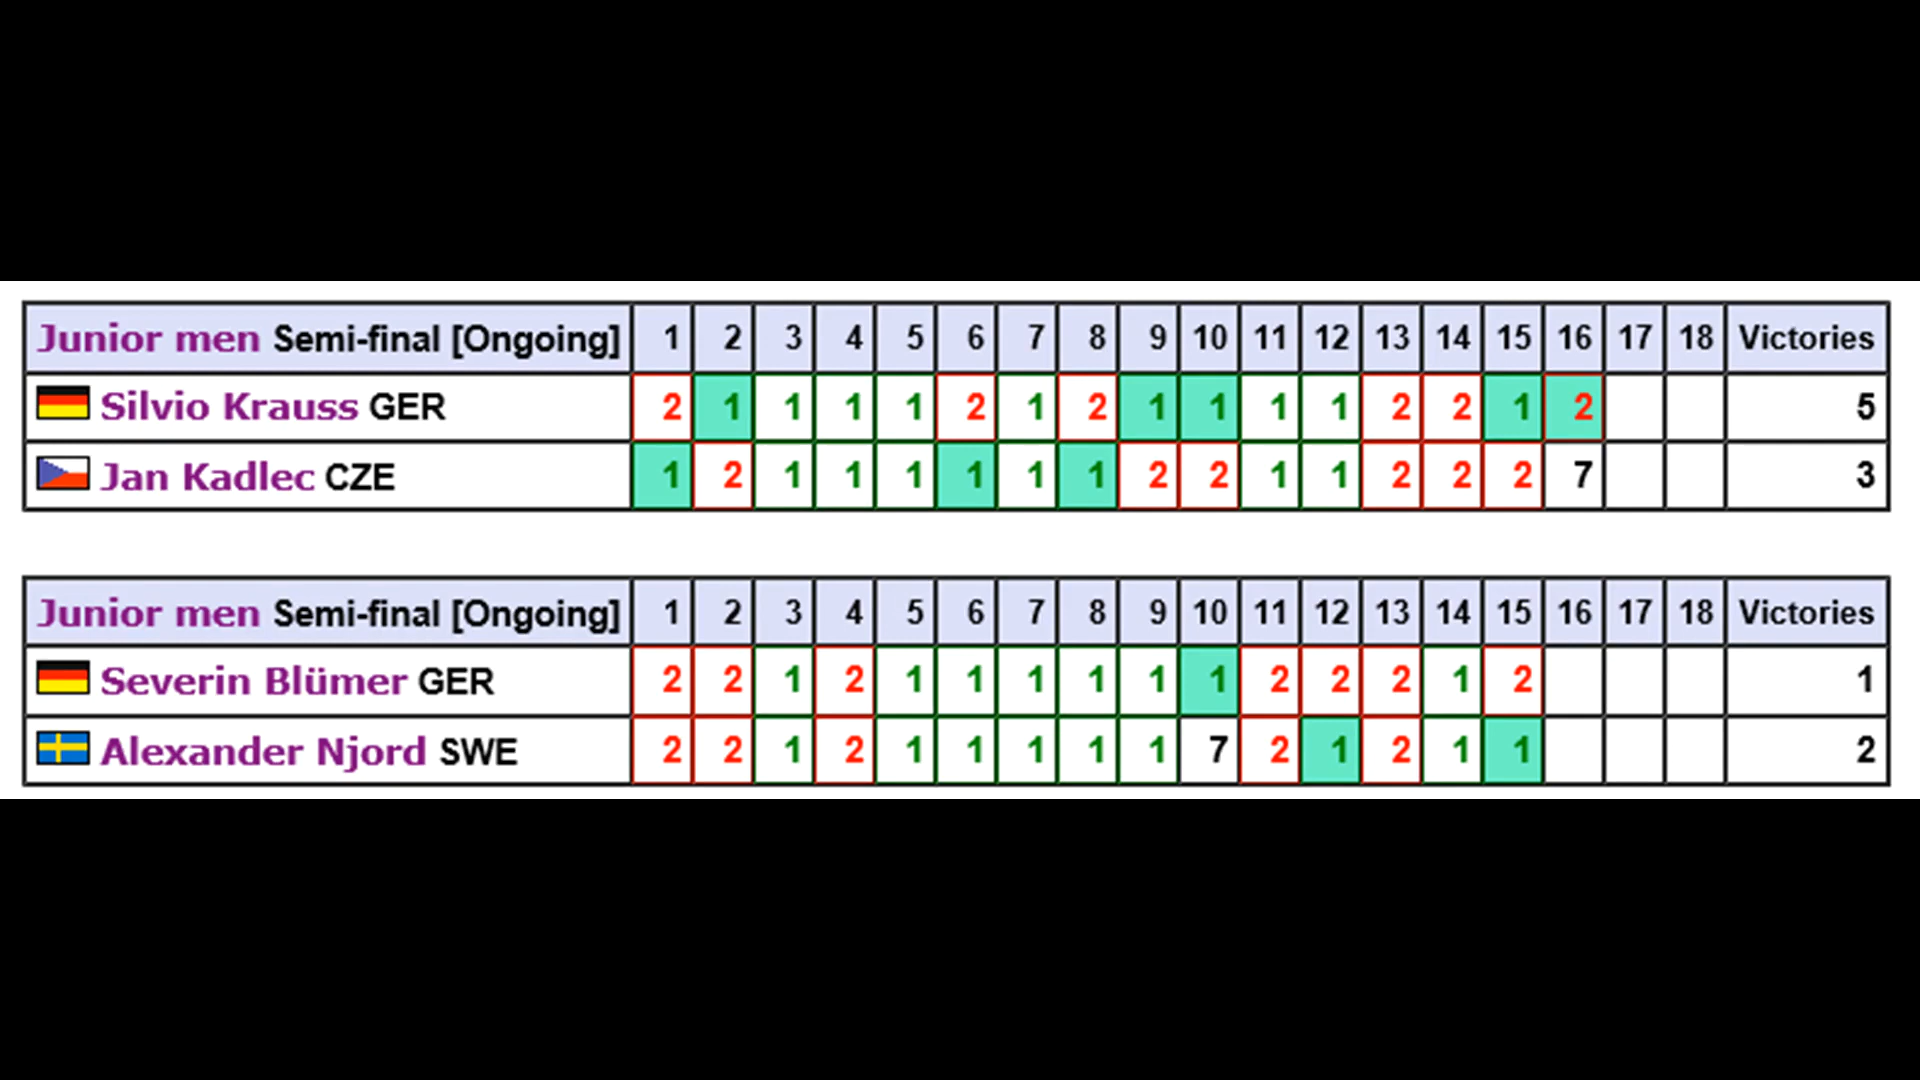 Junior men Semi-final [Ongoing] 1 2 3 4 5 6 7 8 9 10 11 12 13 14 15 16 17 18 Victories
Silvio Krauss GER 2 1 1 1 1 2 1 2 1 1 1 1 2 2 1 2 5
Jan Kadlec CZE 1 2 1 1 1 1 1 1 2 2 1 1 2 2 2 7 3
Junior men Semi-final [Ongoing] 1 2 3 4 5 6 7 8 9 10 11 12 13 14 15 16 17 18 Victories
Severin Blümer GER 2 2 1 2 1 1 1 1 1 1 2 2 2 1 2 1
Alexander Njord SWE 2 2 1 2 1 1 1 1 1 7 2 1 2 1 1 2